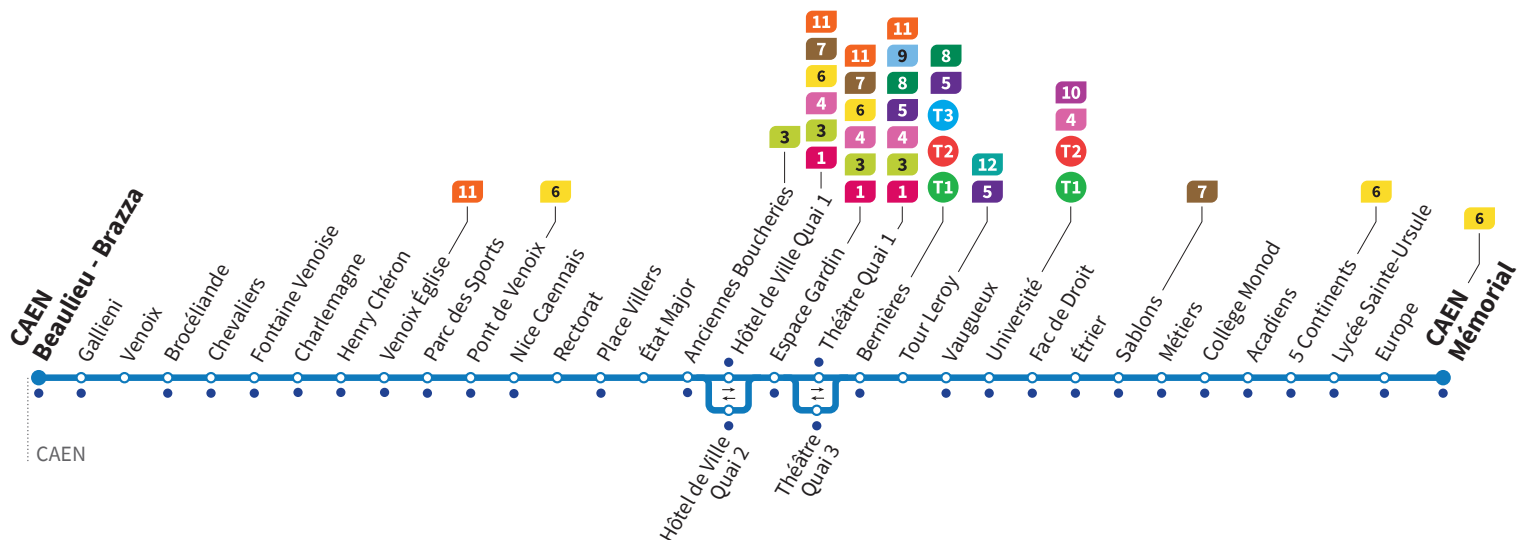 CAEN
Beaulieu - Brazza
Gallieni
Venoix
Brocéliande
Chevaliers
Fontaine Venoise
Charlemagne
Henry Chéron
Venoix Église
11
Parc des Sports
Pont de Venoix
6
Nice Caennais
Rectorat
Place Villers
État Major
Anciennes Boucheries
3
Hôtel de Ville Quai 1
11
7
6
4
3
1
Espace Gardin
11
7
6
4
3
1
Théâtre Quai 1
11
9
8
5
4
3
1
Bernières
8
5
T3
T2
T1
Tour Leroy
12
5
Vaugueux
Université
10
4
T2
T1
Fac de Droit
Étrier
Sablons
7
Métiers
Collège Monod
Acadiens
5 Continents
6
Lycée Sainte-Ursule
Europe
CAEN
Mémorial
6
CAEN
Hôtel de Ville
Quai 2
Théâtre
Quai 3